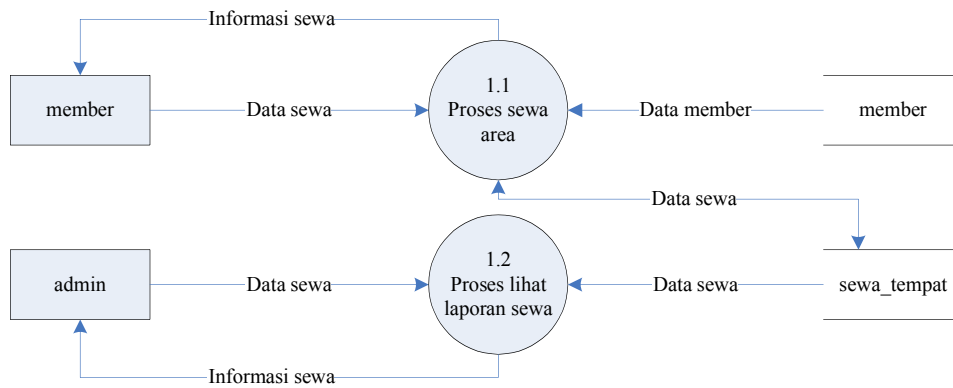 Informasi sewa
member
Data sewa
1.1
Proses sewa
area
Data member
member
Data sewa
admin
Data sewa
1.2
Proses lihat
laporan sewa
Data sewa
sewa_tempat
Informasi sewa